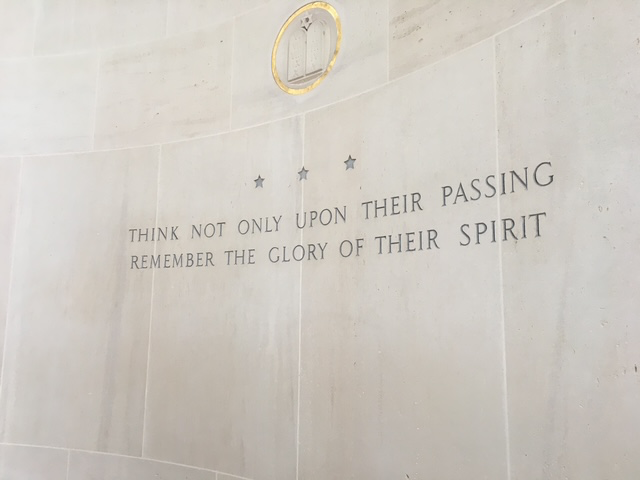 THINK NOT ONLY UPON THEIR PASSING
REMEMBER THE GLORY OF THEIR SPIRIT